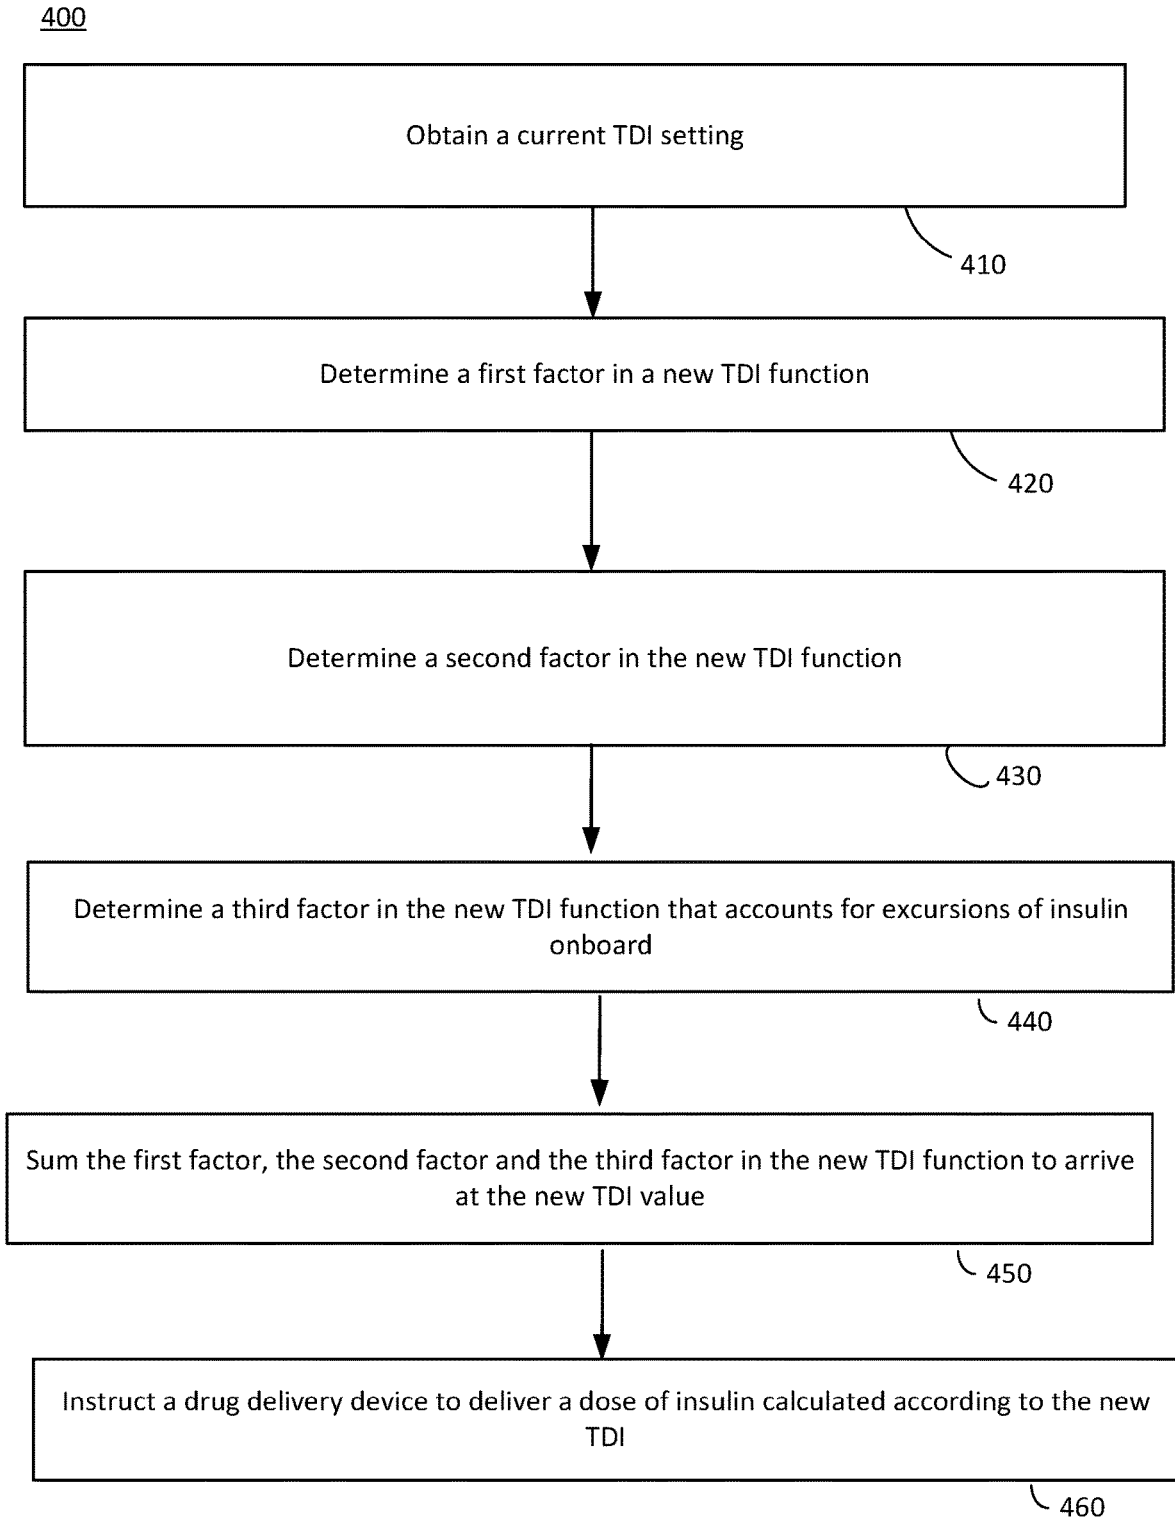 400
Obtain a current TDI setting
410
Determine a first factor in a new TDI function
420
Determine a second factor in the new TDI function
430
Determine a third factor in the new TDI function that accounts for excursions of insulin
onboard
440
Sum the first factor, the second factor and the third factor in the new TDI function to arrive
at the new TDI value
450
Instruct a drug delivery device to deliver a dose of insulin calculated according to the new
TDI
460